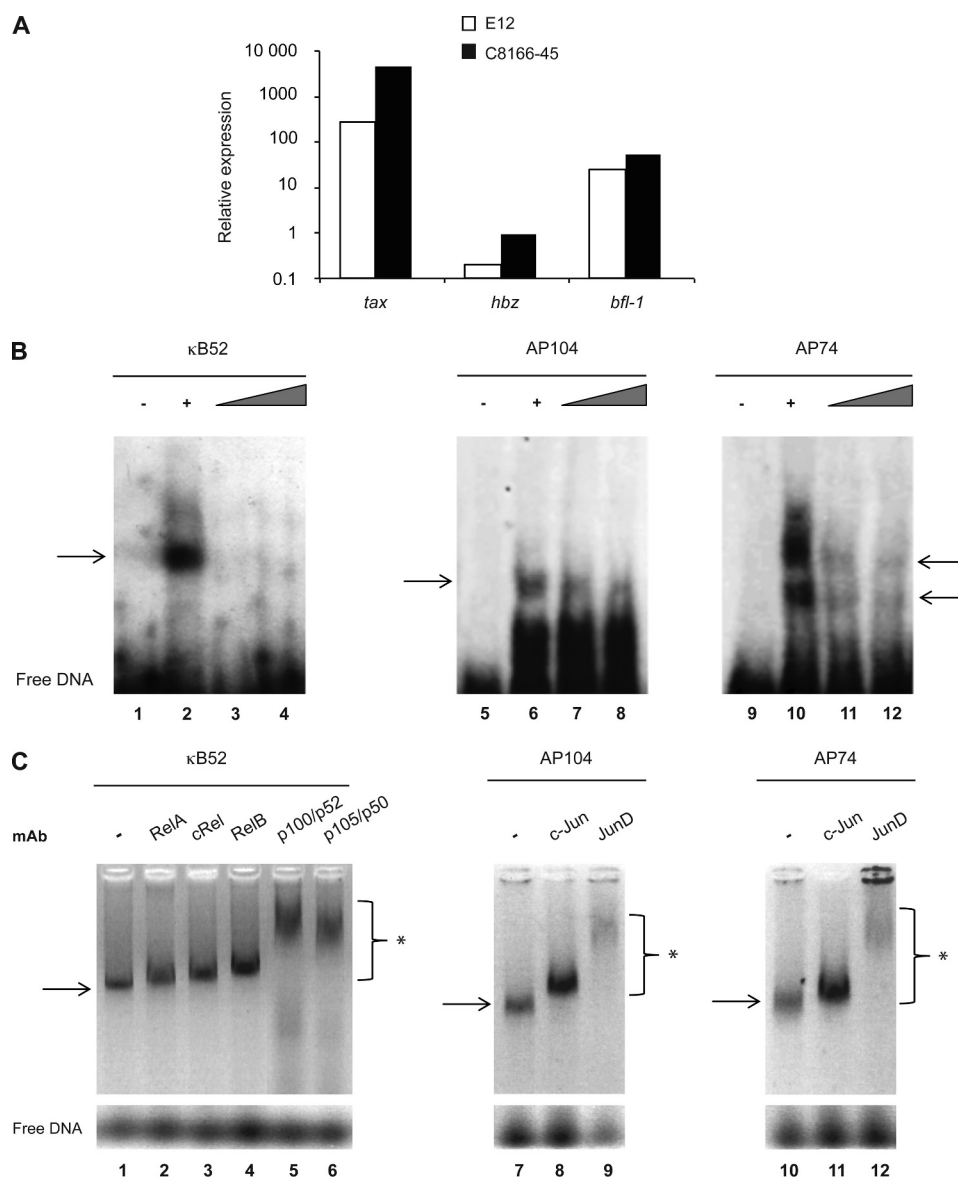 A
E12
C8166-45
Relative expression
10 000
1000
100
10
1
0.1
tax hbz bfl-1
B
κB52 AP104 AP74
- + - + - +
Free DNA
1 2 3 4 5 6 7 8 9 10 11 12
C
κB52 AP104 AP74
mAb - RelA cRel RelB p100/p52 p105/p50 - c-Jun JunD - c-Jun JunD
* * *
Free DNA
1 2 3 4 5 6 7 8 9 10 11 12